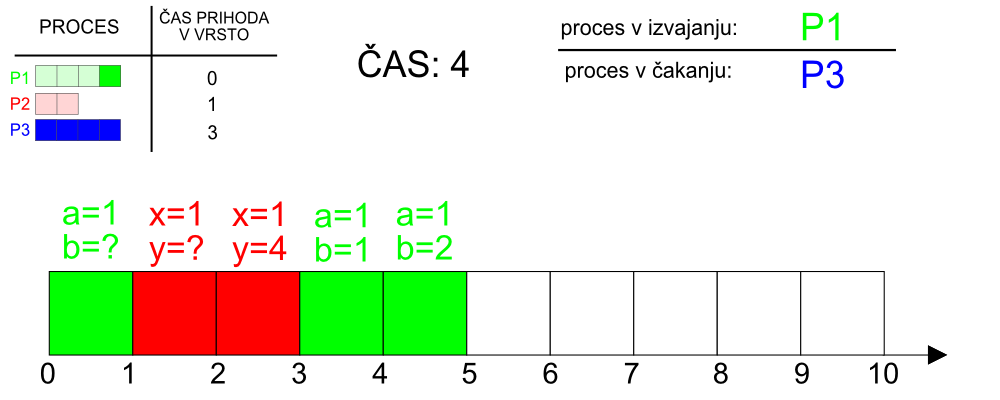 PROCES
ČAS PRIHODA
V VRSTO
P1 0
P2 1
P3 3
ČAS: 4
proces v izvajanju: P1
proces v čakanju: P3
a=1 x=1 x=1 a=1 a=1
b=? y=? y=4 b=1 b=2
0 1 2 3 4 5 6 7 8 9 10